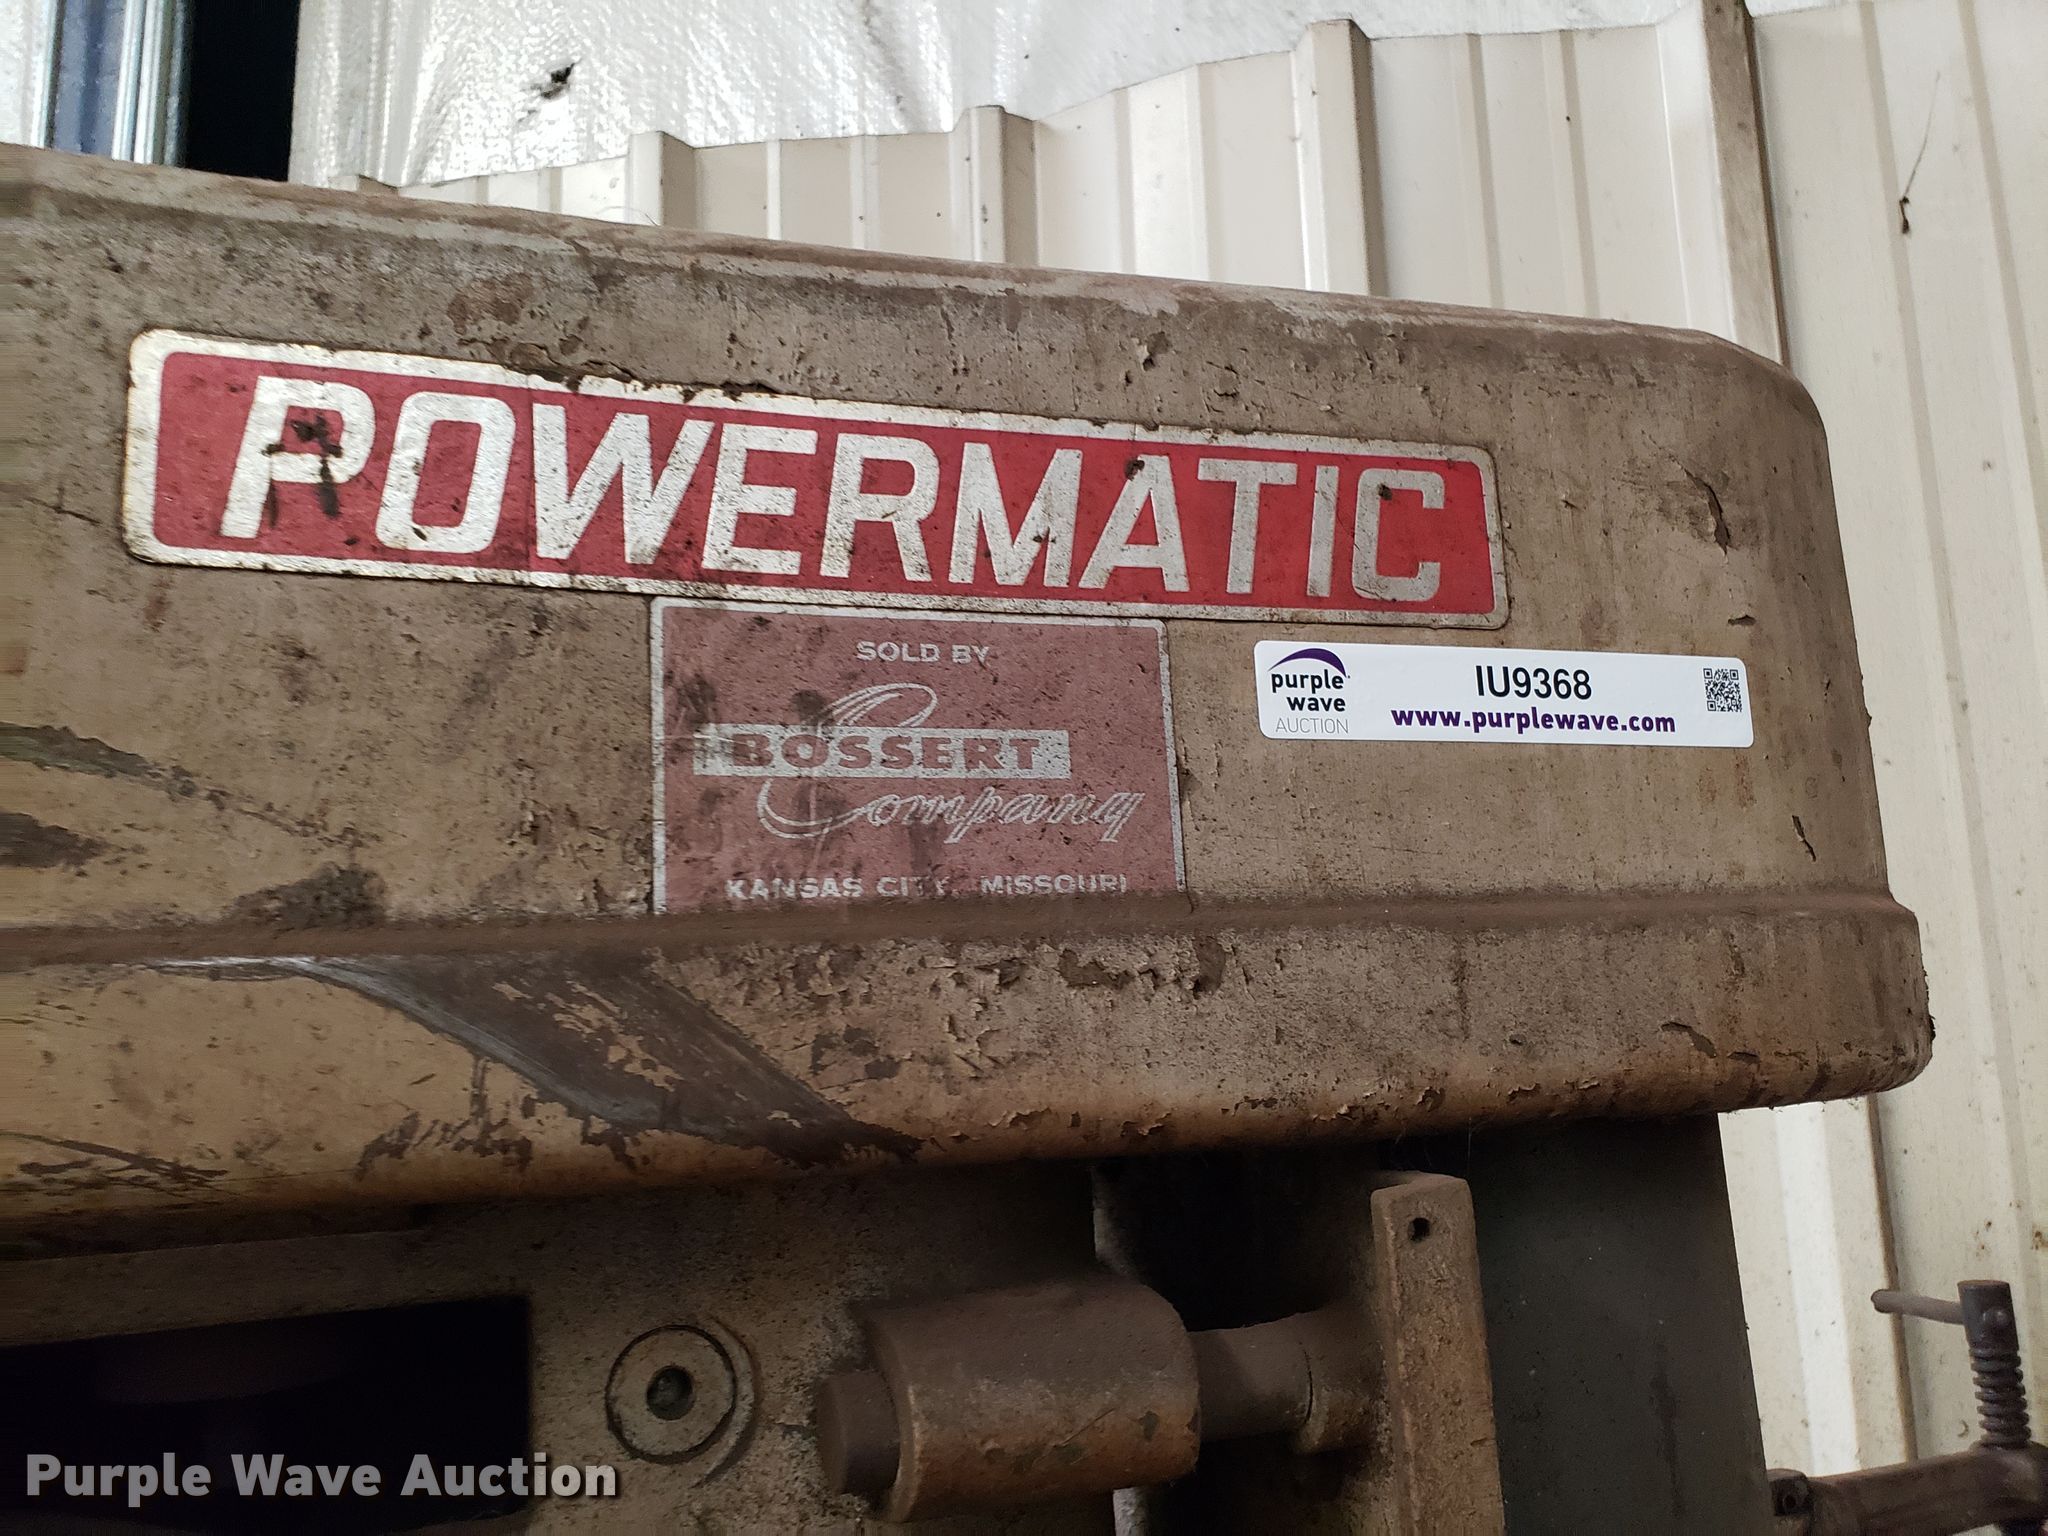 POWERMATIC
SOLD BY
BOSSERT
Company
KANSAS CITY, MISSOURI
purple
wave
AUCTION
IU9368
www.purplewave.com
Purple Wave Auction